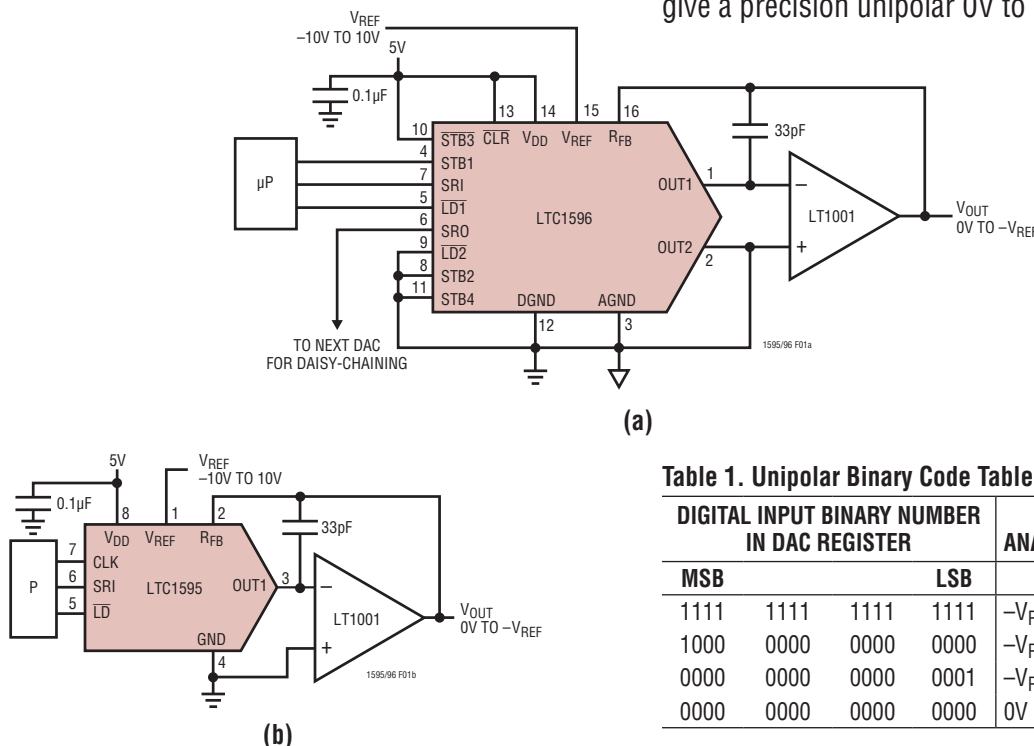 give a precision unipolar 0V to
VREF
–10V TO 10V
5V
0.1µF
13 14 15 16
10 STB3 CLR VDD VREF RFB
33pF
4 STB1
µP
7 SRI
OUT1 1
5 LD1
LTC1596
LT1001
6 SRO
VOUT
0V TO –VREF
9 LD2
OUT2 2
8 STB2
11 STB4
DGND AGND
12 3
TO NEXT DAC
FOR DAISY-CHAINING
1595/96 F01a
(a)
5V
VREF
–10V TO 10V
0.1µF
8 1 2
33pF
VDD VREF RFB
7 CLK
P
6 SRI
LTC1595
OUT1 3
5 LD
LT1001
VOUT
0V TO –VREF
GND
4
1595/96 F01b
(b)
Table 1. Unipolar Binary Code Table
DIGITAL INPUT BINARY NUMBER
IN DAC REGISTER
MSB LSB
1111 1111 1111 1111
1000 0000 0000 0000
0000 0000 0000 0001
0000 0000 0000 0000 0V